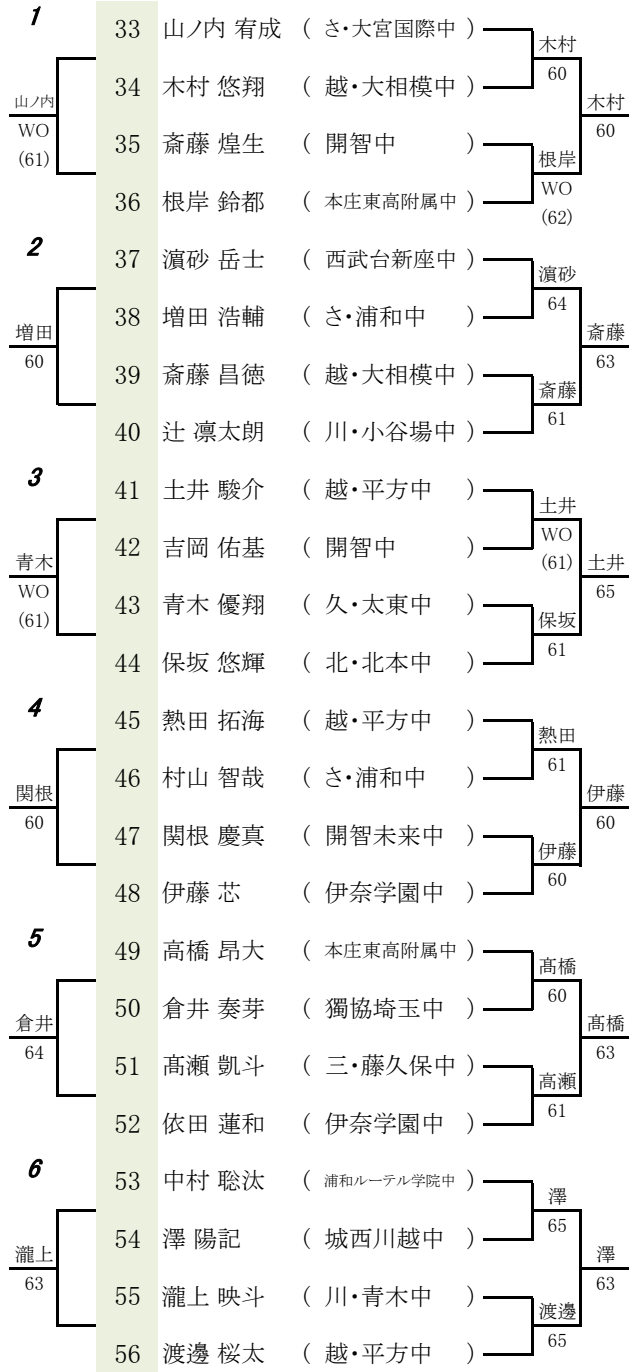 1
33 山ノ内 宥成 ( さ・大宮国際中 )
木村
60
34 木村 悠翔 ( 越・大相模中 )
山ノ内
WO
(61)
木村
60
35 斎藤 煌生 ( 開智中 )
根岸
WO
(62)
36 根岸 鈴都 ( 本庄東高附属中 )
2
37 濵砂 岳士 ( 西武台新座中 )
濵砂
64
38 増田 浩輔 ( さ・浦和中 )
増田
60
斎藤
63
39 斎藤 昌徳 ( 越・大相模中 )
斎藤
61
40 辻 凛太朗 ( 川・小谷場中 )
3
41 土井 駿介 ( 越・平方中 )
土井
WO
(61)
42 吉岡 佑基 ( 開智中 )
青木
WO
(61)
土井
65
43 青木 優翔 ( 久・太東中 )
保坂
61
44 保坂 悠輝 ( 北・北本中 )
4
45 熱田 拓海 ( 越・平方中 )
熱田
61
46 村山 智哉 ( さ・浦和中 )
関根
60
伊藤
60
47 関根 慶真 ( 開智未来中 )
伊藤
60
48 伊藤 芯 ( 伊奈学園中 )
5
49 高橋 昂大 ( 本庄東高附属中 )
髙橋
60
50 倉井 奏芽 ( 獨協埼玉中 )
倉井
64
髙橋
63
51 髙瀬 凱斗 ( 三・藤久保中 )
高瀬
61
52 依田 蓮和 ( 伊奈学園中 )
6
53 中村 聡汰 ( 浦和ルーテル学院中 )
澤
65
54 澤 陽記 ( 城西川越中 )
瀧上
63
澤
63
55 瀧上 映斗 ( 川・青木中 )
渡邊
65
56 渡邊 桜太 ( 越・平方中 )